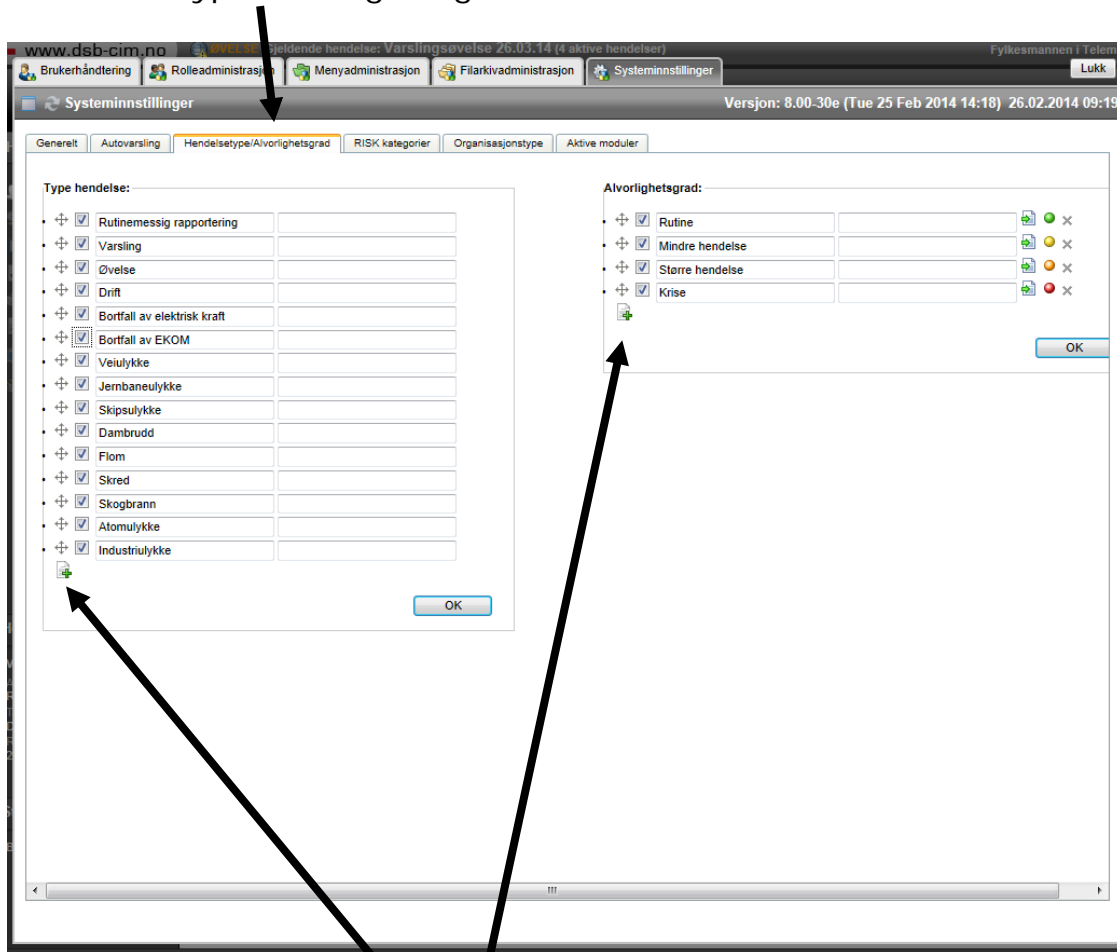 www.dsb-cim.no ØVELSE Gjeldende hendelse: Varslingsøvelse 26.03.14 (4 aktive hendelser) Fylkesmannen i Telem
Brukerhåndtering Rolleadministrasjon Menyadministrasjon Filarkivadministrasjon Systeminnstillinger Lukk
Systeminnstillinger Versjon: 8.00-30e (Tue 25 Feb 2014 14:18) 26.02.2014 09:19
Generelt Autovarsling Hendelsetype/Alvorlighetsgrad RISK kategorier Organisasjonstype Aktive moduler
Type hendelse: Alvorlighetsgrad:
Rutinemessig rapportering Rutine
Varsling Mindre hendelse
Øvelse Større hendelse
Drift Krise
Bortfall av elektrisk kraft
Bortfall av EKOM OK
Veiulykke
Jernbaneulykke
Skipsulykke
Dambrudd
Flom
Skred
Skogbrann
Atomulykke
Industriulykke
OK